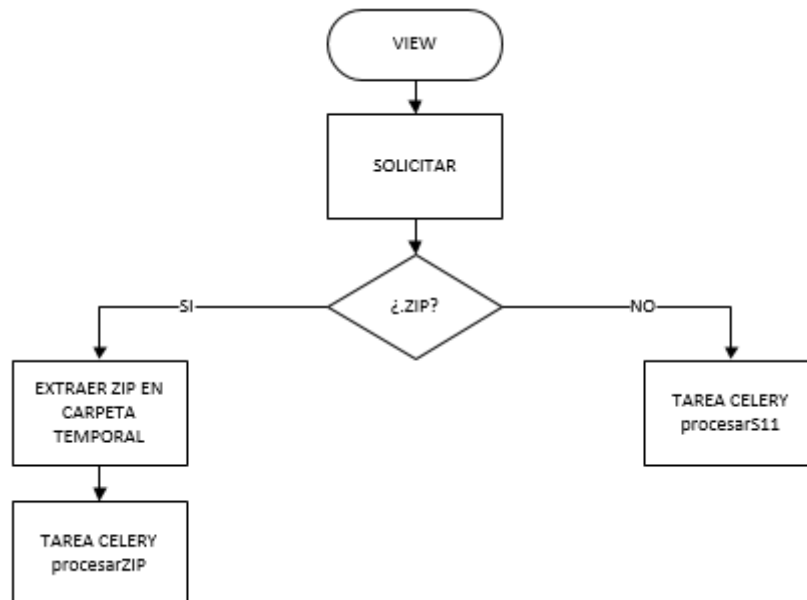 VIEW
SOLICITAR
¿.ZIP?
SI
NO
EXTRAER ZIP EN
CARPETA
TEMPORAL
TAREA CELERY
procesarS11
TAREA CELERY
procesarZIP